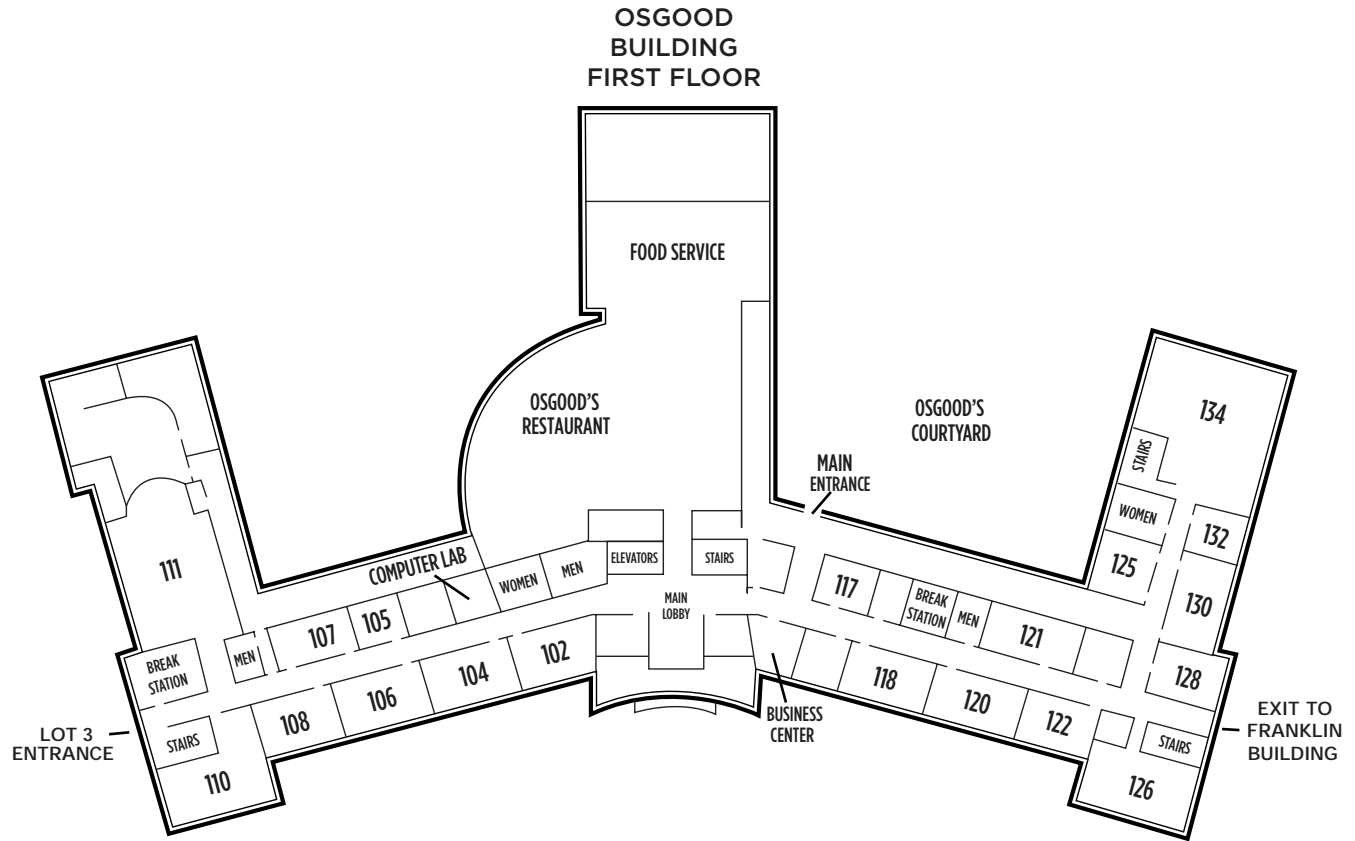 OSGOOD
BUILDING
FIRST FLOOR
FOOD SERVICE
OSGOOD'S
RESTAURANT
OSGOOD'S
COURTYARD
MAIN
ENTRANCE
134
STAIRS
WOMEN
132
125
130
128
111
COMPUTER LAB
WOMEN
MEN
ELEVATORS
STAIRS
MAIN
LOBBY
117
BREAK
STATION
MEN
121
107
105
MEN
BREAK
STATION
102
104
106
108
LOT 3
ENTRANCE
STAIRS
110
BUSINESS
CENTER
118
120
122
STAIRS
126
EXIT TO
FRANKLIN
BUILDING